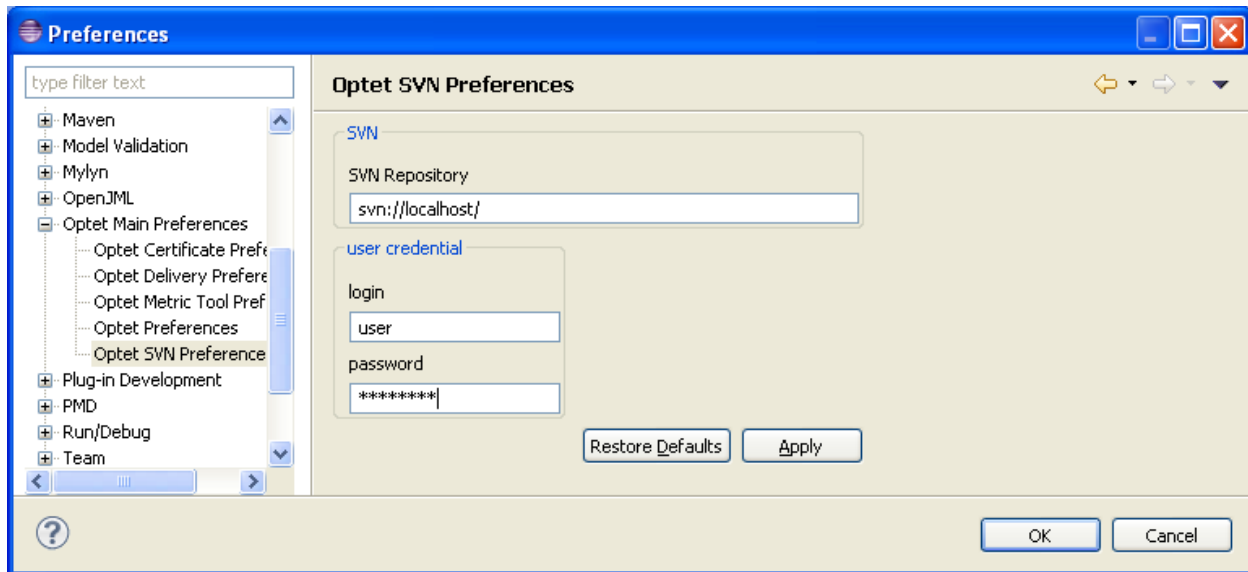 Preferences
type filter text
Maven
Model Validation
Mylyn
OpenJML
Optet Main Preferences
Optet Certificate Prefe
Optet Delivery Prefere
Optet Metric Tool Pref
Optet Preferences
Optet SVN Preference
Plug-in Development
PMD
Run/Debug
Team
Optet SVN Preferences
SVN
SVN Repository
svn://localhost/
user credential
login
user
password
********
Restore Defaults Apply
? OK Cancel